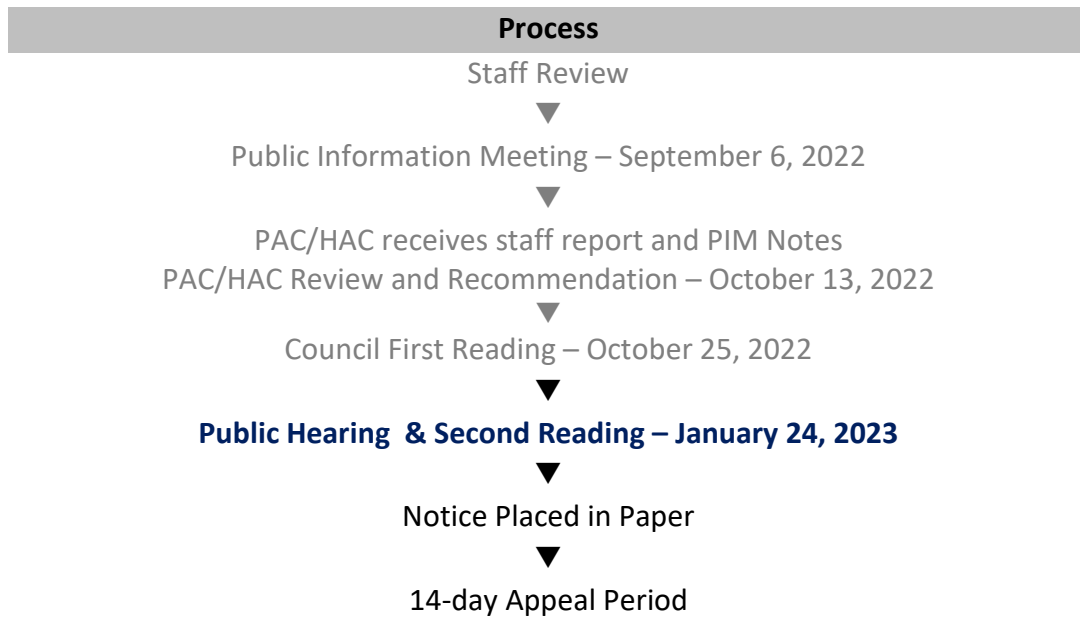 Process
Staff Review
Public Information Meeting – September 6, 2022
PAC/HAC receives staff report and PIM Notes
PAC/HAC Review and Recommendation – October 13, 2022
Council First Reading – October 25, 2022
Public Hearing & Second Reading – January 24, 2023
Notice Placed in Paper
14-day Appeal Period